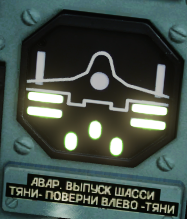 АВАР. ВЫПУСК ШАССИ
ТЯНИ- ПОВЕРНИ ВЛЕВО -ТЯНИ